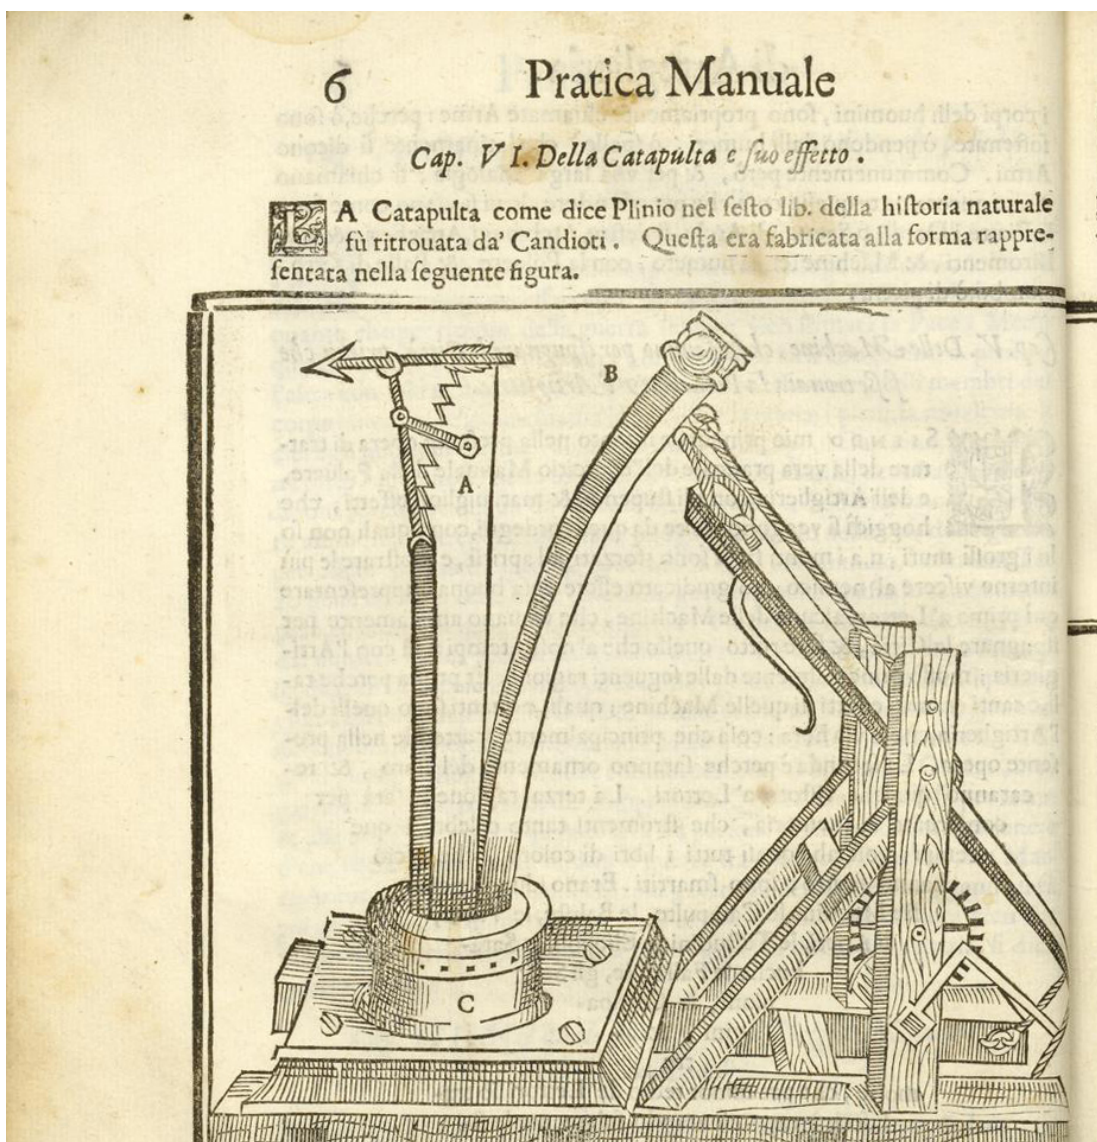 6 Pratica Manuale
Cap. VI. Della Catapulta e ſuo effetto.
LA Catapulta come dice Plinio nel ſeſto lib. della hiſtoria naturale
fù ritrouata da' Candioti. Queſta era fabricata alla forma rappre-
ſentata nella ſeguente figura.
B
A
C